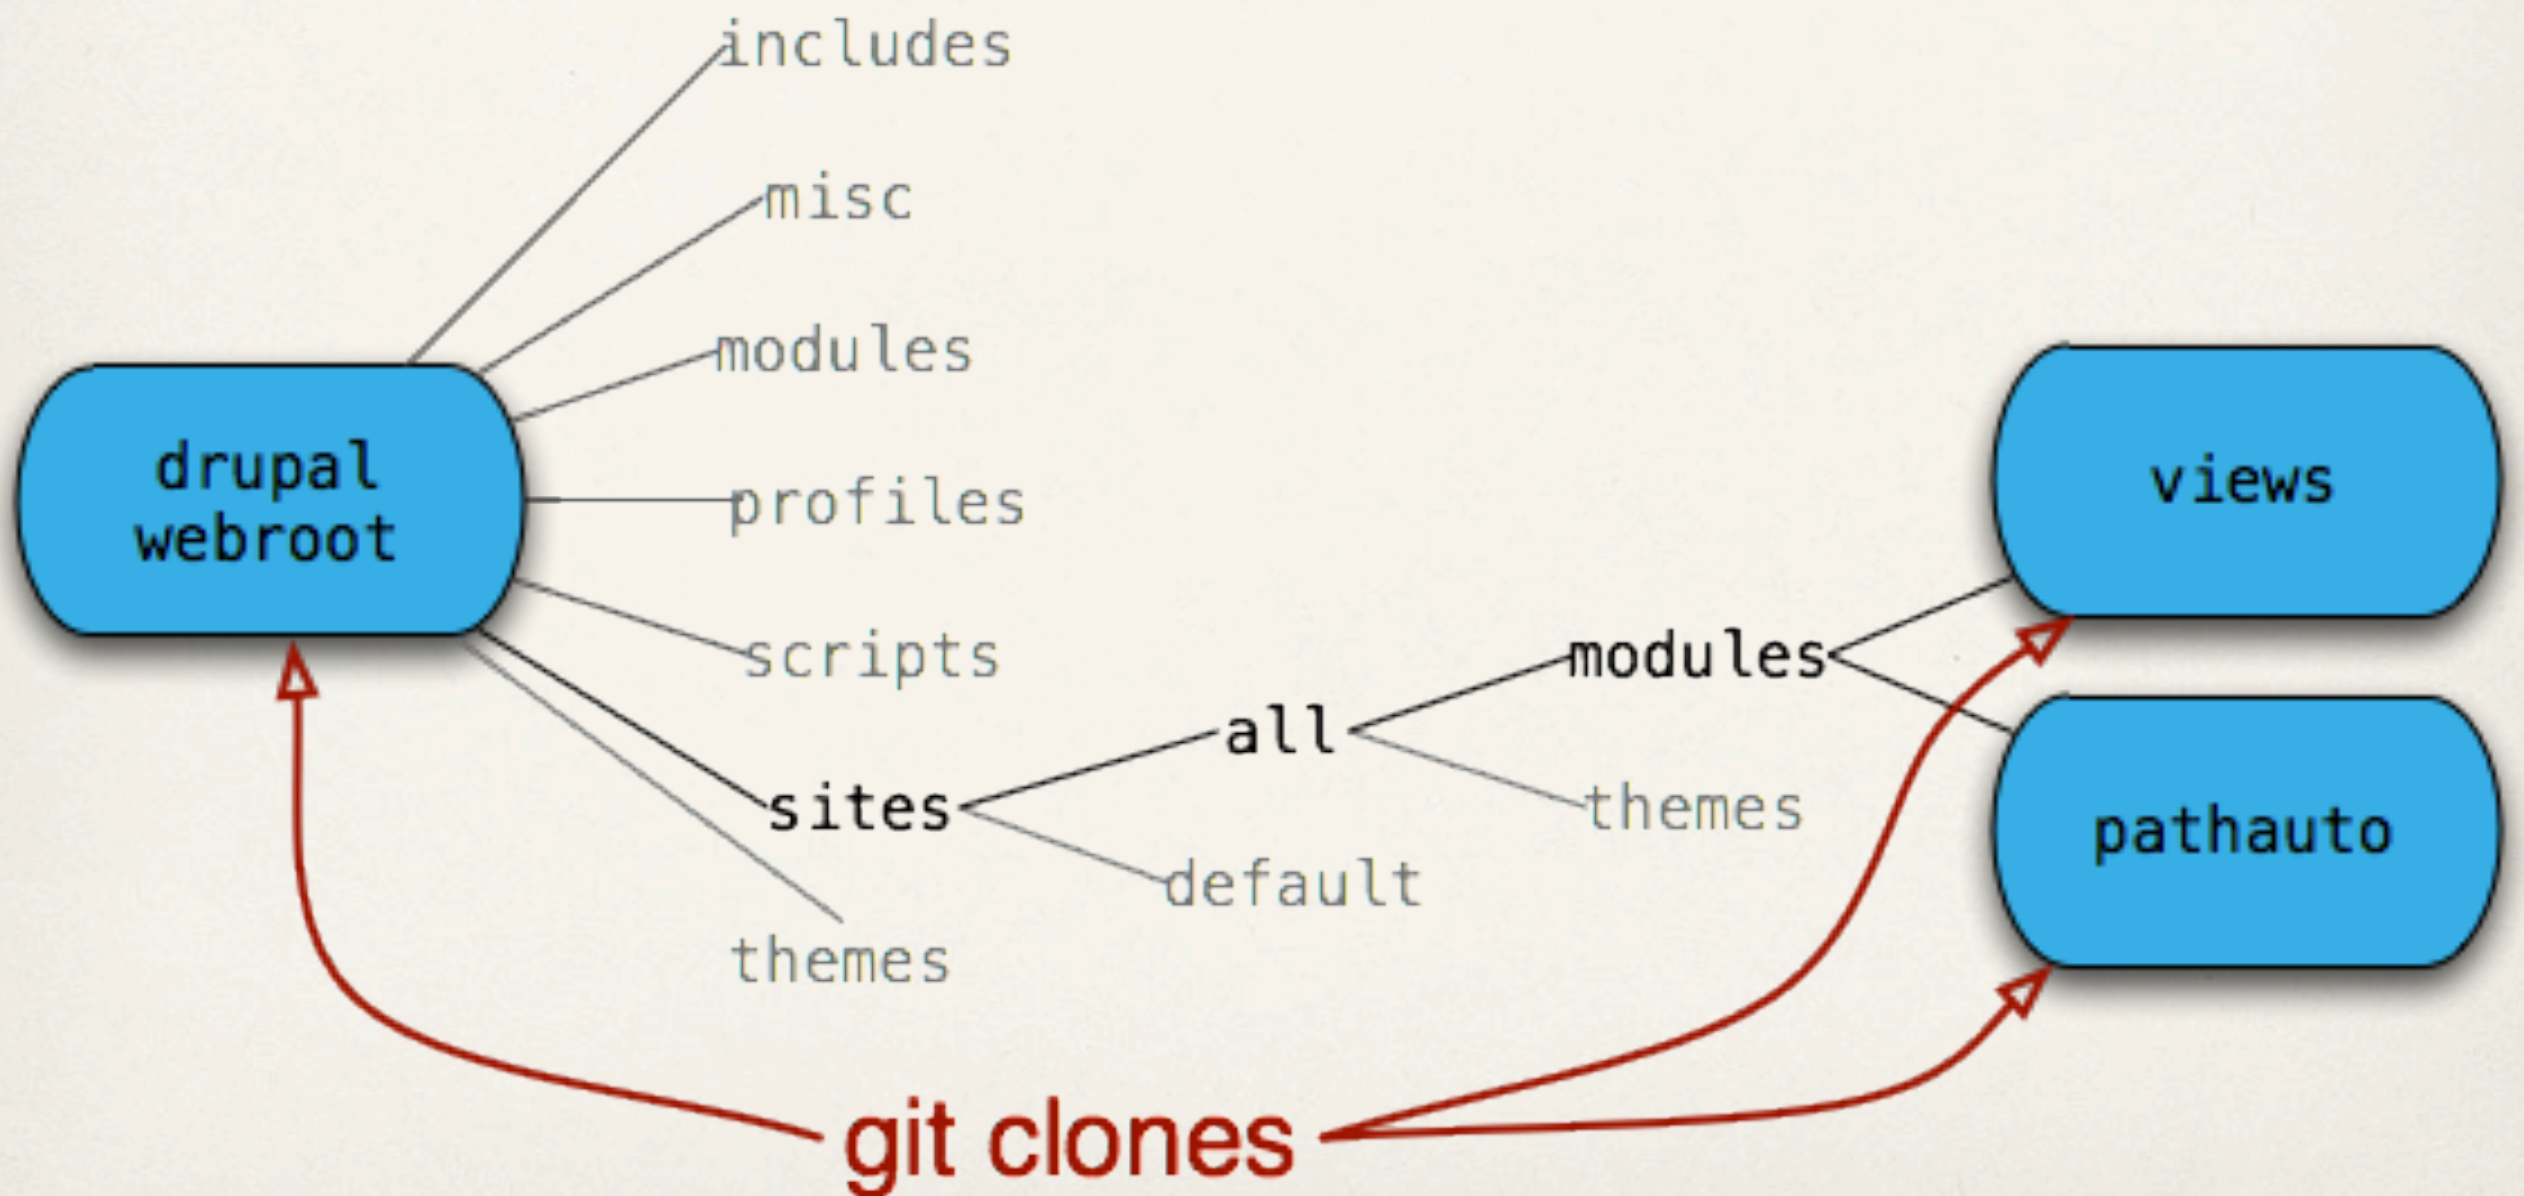 includes
misc
modules
profiles
scripts
sites
themes
drupal
webroot
all
default
modules
themes
views
pathauto
git clones